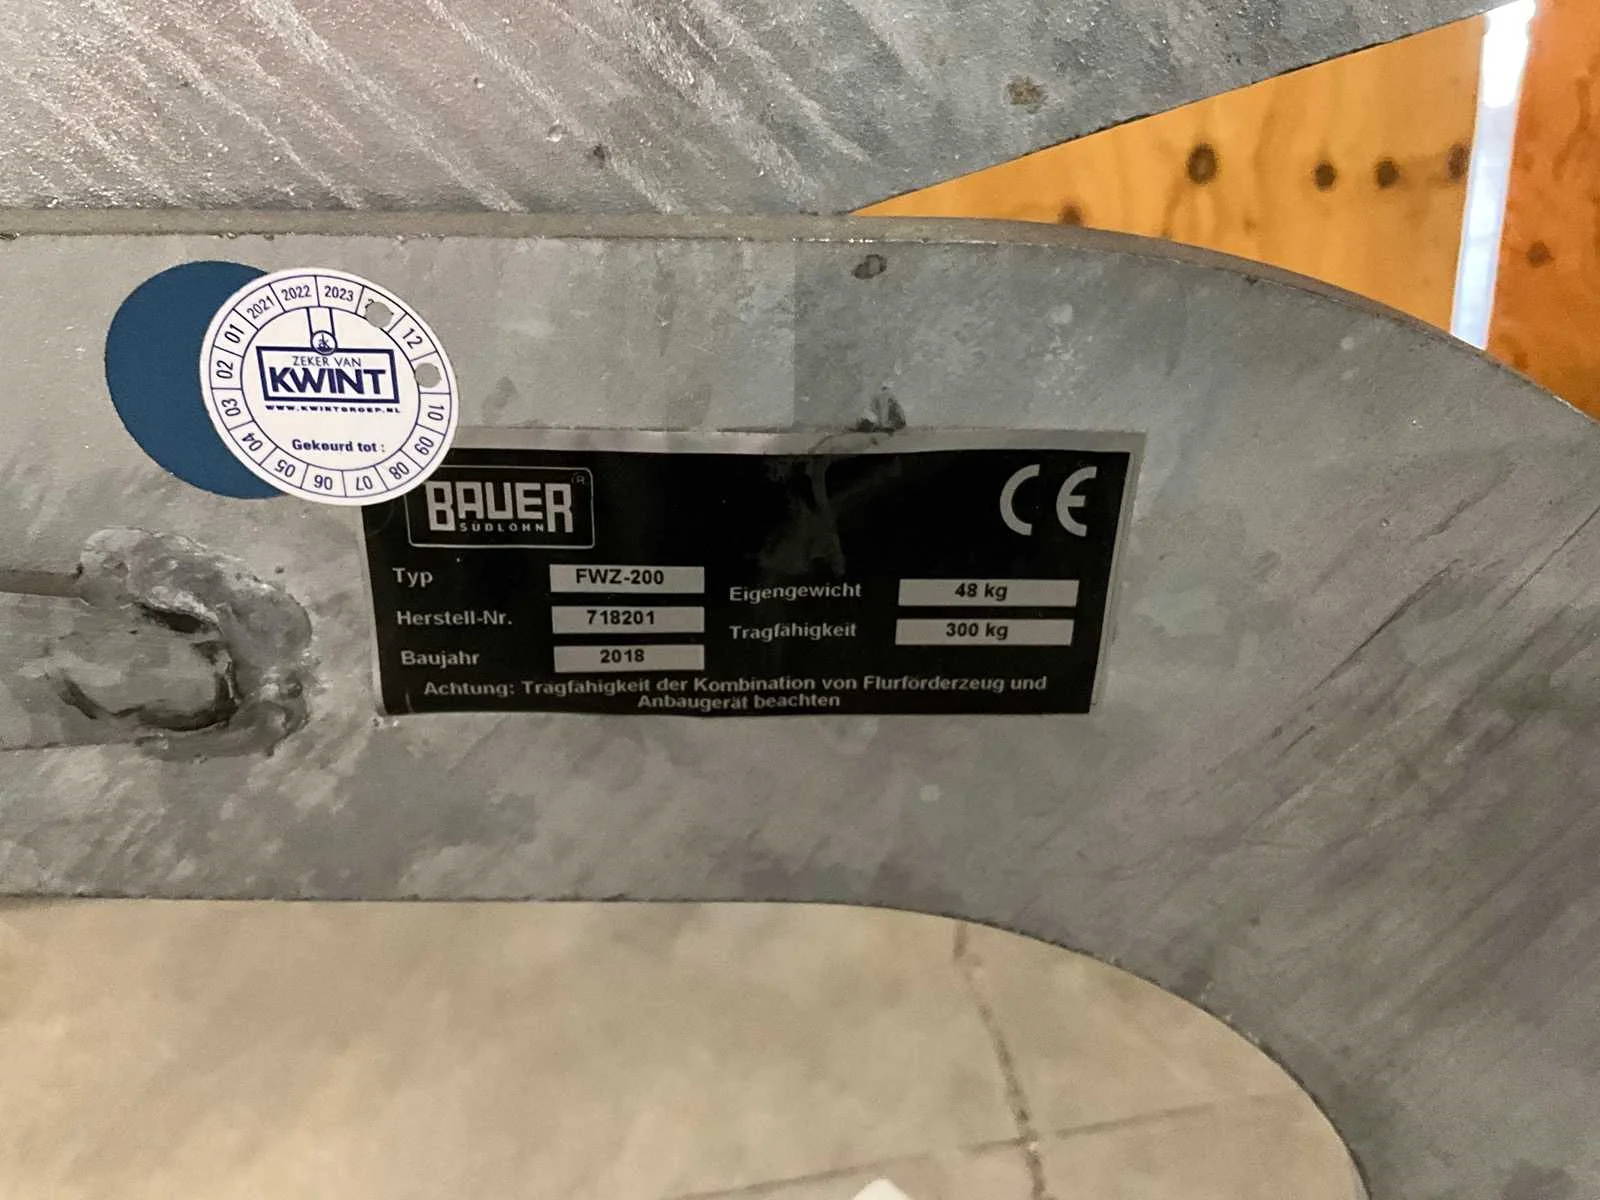 2021 2022 2023 12
01 02 03 04 05 06 07 08 09 10
ZEKER VAN
KWINT
WWW.KWINTGROEP.NL
Gekeurd tot :
BAUER ®
SÜDLOHN
CE
Typ FWZ-200
Herstell-Nr. 718201
Baujahr 2018
Eigengewicht 48 kg
Tragfähigkeit 300 kg
Achtung: Tragfähigkeit der Kombination von Flurförderzeug und
Anbaugerät beachten